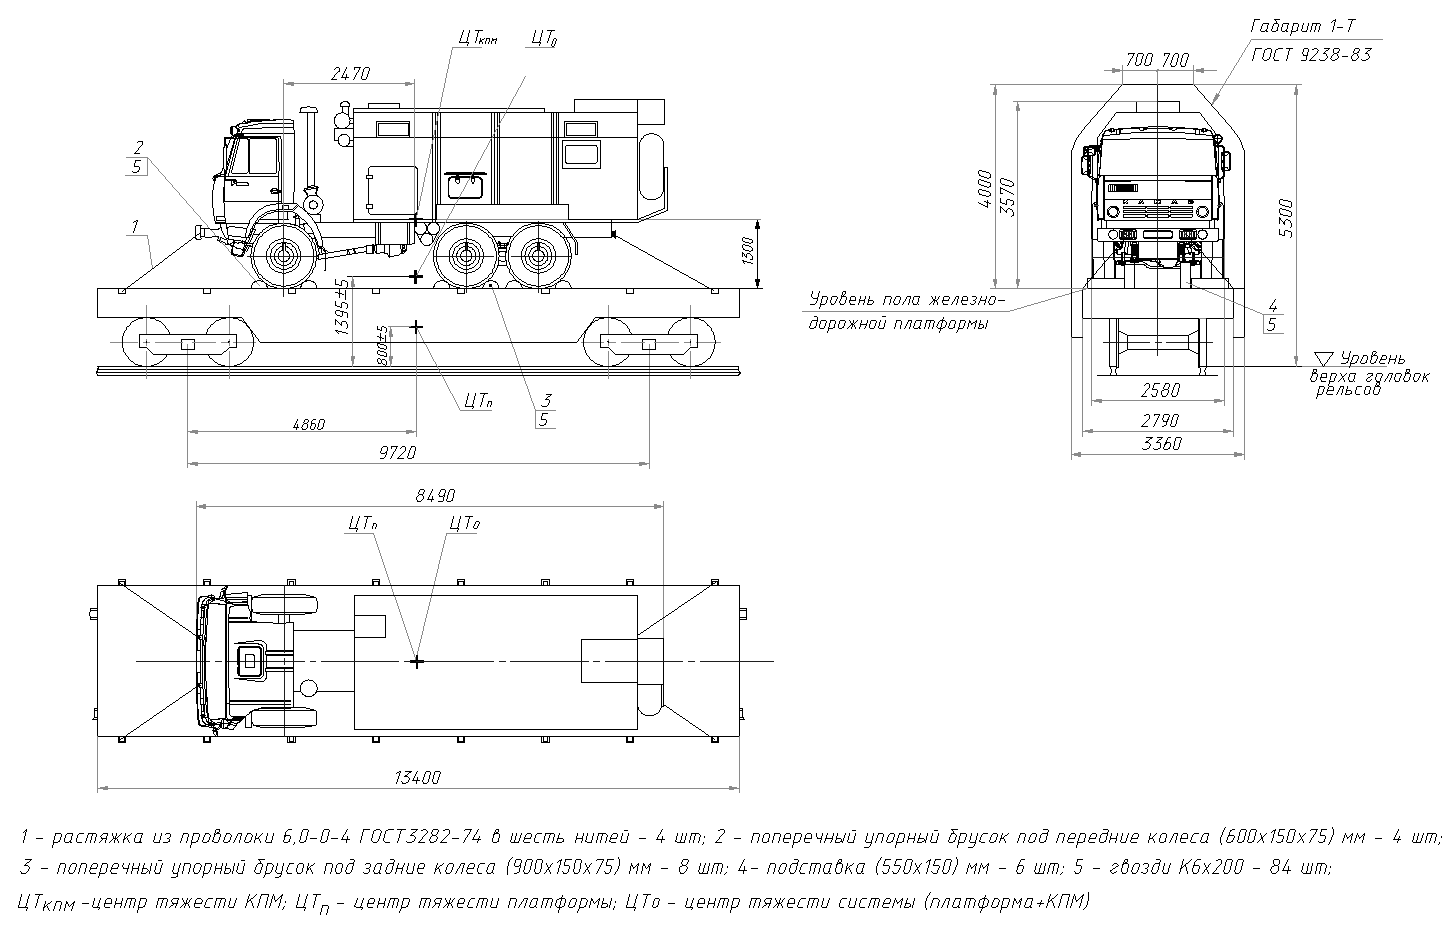 ЦТкпм
ЦТ0
2470
2
5
1
1300
1395±5
800±5
ЦТп
3
5
4860
9720
Габарит 1-Т
ГОСТ 9238-83
700 700
4000
3570
5300
КАМАЗ
Уровень пола железно-
дорожной платформы
4
5
Уровень
верха головок
рельсов
2580
2790
3360
8490
ЦТп
ЦТо
13400
1 - растяжка из проволоки 6,0-0-4 ГОСТ3282-74 в шесть нитей - 4 шт; 2 - поперечный упорный брусок под передние колеса (600х150х75) мм - 4 шт;
3 - поперечный упорный брусок под задние колеса (900х150х75) мм - 8 шт; 4- подставка (550х150) мм - 6 шт; 5 - гвозди К6х200 - 84 шт;
ЦТкпм -центр тяжести КПМ; ЦТп - центр тяжести платформы; ЦТо - центр тяжести системы (платформа+КПМ)